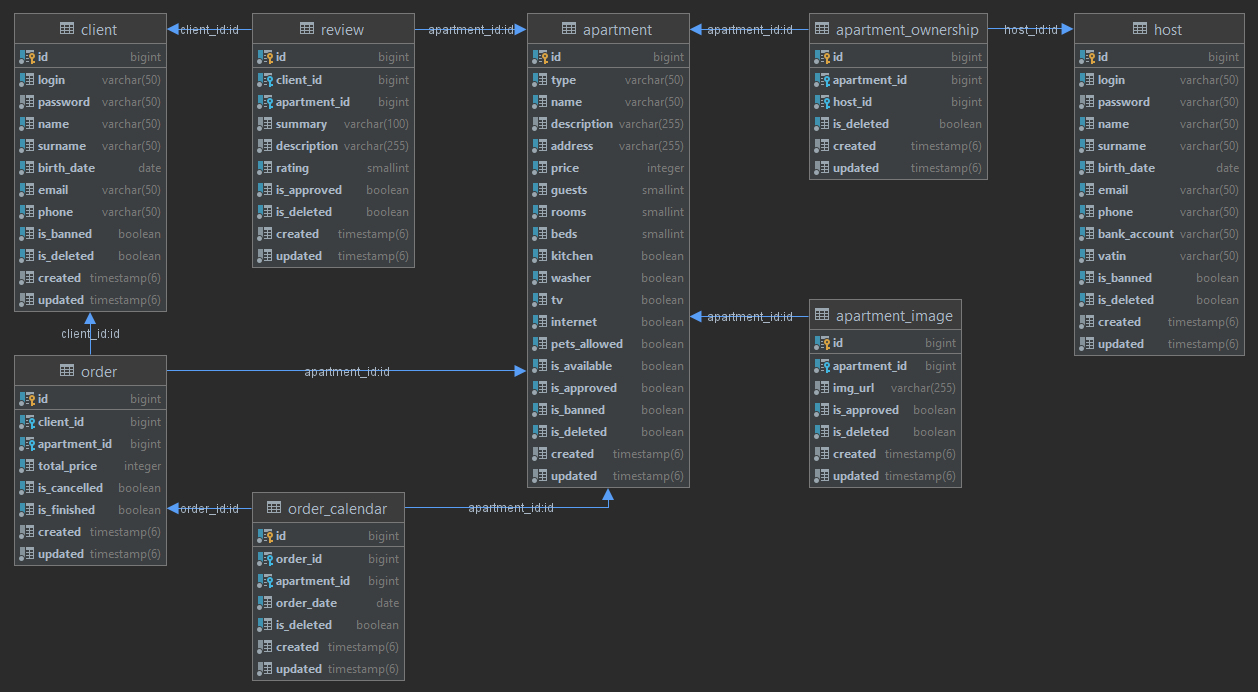 client
id bigint
login varchar(50)
password varchar(50)
name varchar(50)
surname varchar(50)
birth_date date
email varchar(50)
phone varchar(50)
is_banned boolean
is_deleted boolean
created timestamp(6)
updated timestamp(6)
client_id:id
review
id bigint
client_id bigint
apartment_id bigint
summary varchar(100)
description varchar(255)
rating smallint
is_approved boolean
is_deleted boolean
created timestamp(6)
updated timestamp(6)
apartment_id:id
apartment
id bigint
type varchar(50)
name varchar(50)
description varchar(255)
address varchar(255)
price integer
guests smallint
rooms smallint
beds smallint
kitchen boolean
washer boolean
tv boolean
internet boolean
pets_allowed boolean
is_available boolean
is_approved boolean
is_banned boolean
is_deleted boolean
created timestamp(6)
updated timestamp(6)
apartment_id:id
apartment_ownership
id bigint
apartment_id bigint
host_id bigint
is_deleted boolean
created timestamp(6)
updated timestamp(6)
host_id:id
host
id bigint
login varchar(50)
password varchar(50)
name varchar(50)
surname varchar(50)
birth_date date
email varchar(50)
phone varchar(50)
bank_account varchar(50)
vatin varchar(50)
is_banned boolean
is_deleted boolean
created timestamp(6)
updated timestamp(6)
apartment_id:id
apartment_image
id bigint
apartment_id bigint
img_url varchar(255)
is_approved boolean
is_deleted boolean
created timestamp(6)
updated timestamp(6)
client_id:id
order
id bigint
client_id bigint
apartment_id bigint
total_price integer
is_cancelled boolean
is_finished boolean
created timestamp(6)
updated timestamp(6)
apartment_id:id
order_id:id
order_calendar
id bigint
order_id bigint
apartment_id bigint
order_date date
is_deleted boolean
created timestamp(6)
updated timestamp(6)
apartment_id:id